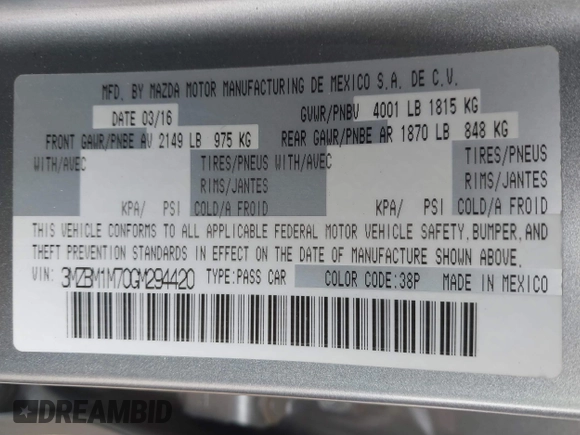 MFD. BY MAZDA MOTOR MANUFACTURING DE MEXICO S.A. DE C.V.
DATE 03/16 GVWR/PNBV 4001 LB 1815 KG
FRONT GAWR/PNBE AV 2149 LB 975 KG REAR GAWR/PNBE AR 1870 LB 848 KG
WITH/AVEC TIRES/PNEUS WITH/AVEC TIRES/PNEUS
RIMS/JANTES RIMS/JANTES
KPA/ PSI COLD/A FROID KPA/ PSI COLD/A FROID
THIS VEHICLE CONFORMS TO ALL APPLICABLE FEDERAL MOTOR VEHICLE SAFETY,BUMPER,AND
THEFT PREVENTION STANDARDS IN EFFECT ON THE DATE OF MANUFACTURE SHOWN ABOVE.
VIN: 3MZBM1M70GM294420 TYPE:PASS CAR COLOR CODE:38P MADE IN MEXICO
DREAMBID